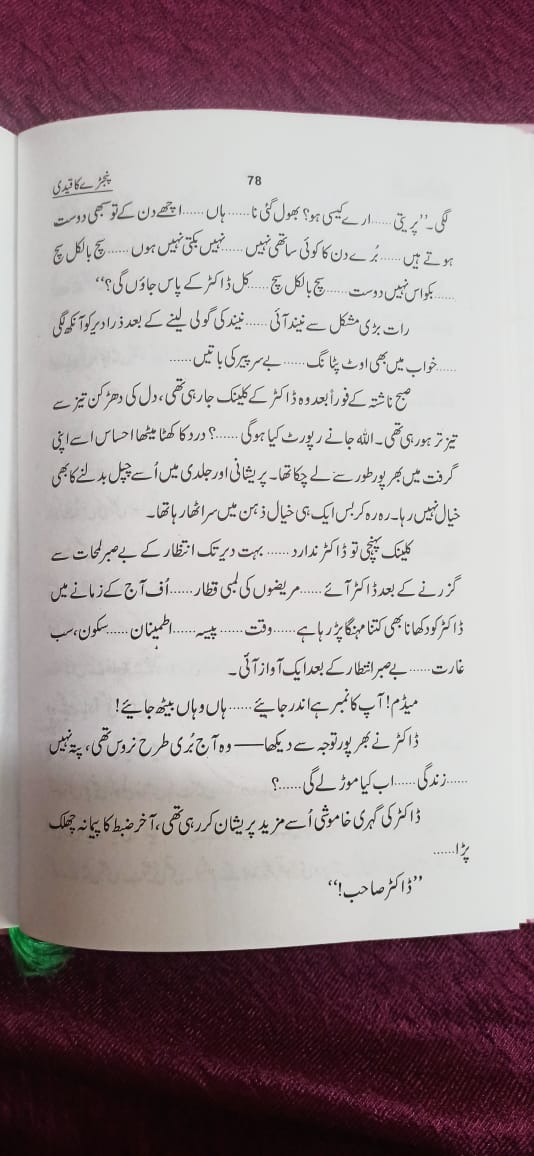 78
پنجڑے کا قیدی
لگی۔’’پریتی ......ارے کیسی ہو؟ بھول گئی نا...... ہاں ......اچھے دن کے تو سبھی دوست
ہوتے ہیں ...... بُرے دن کا کوئی ساتھی نہیں ......نہیں بکتی نہیں ہوں ......سچ بالکل سچ
......بکواس نہیں دوست...... سچ بالکل سچ ......کل ڈاکٹر کے پاس جاؤں گی؟‘‘
رات بڑی مشکل سے نیند آئی ......نیند کی گولی لینے کے بعد ذرا دیر کو آنکھ لگی
......خواب میں بھی اوٹ پٹانگ ...... بے سر پیر کی باتیں ......
صبح ناشتہ کے فوراً بعد وہ ڈاکٹر کے کلینک جا رہی تھی، دل کی دھڑکن تیز سے
تیز تر ہو رہی تھی۔ اللہ جانے رپورٹ کیا ہوگی ......؟ درد کا کھٹا میٹھا احساس اسے اپنی
گرفت میں بھرپور طور سے لے چکا تھا۔ پریشانی اور جلدی میں اُسے چپل بدلنے کا بھی
خیال نہیں رہا۔ رہ رہ کر بس ایک ہی خیال ذہن میں سر اٹھا رہا تھا۔
کلینک پہنچی تو ڈاکٹر ندارد...... بہت دیر تک انتظار کے بے صبر لمحات سے
گزرنے کے بعد ڈاکٹر آئے ......مریضوں کی لمبی قطار......اُف آج کے زمانے میں
ڈاکٹر کو دکھانا بھی کتنا مہنگا پڑ رہا ہے ......وقت ......پیسہ......اطمینان ......سکون، سب
غارت...... بے صبر انتظار کے بعد ایک آواز آئی۔
میڈم! آپ کا نمبر ہے اندر جایئے ......ہاں وہاں بیٹھ جایئے!
ڈاکٹر نے بھرپور توجہ سے دیکھا — وہ آج بُری طرح نروس تھی، پتہ نہیں
......زندگی ......اب کیا موڑ لے گی ......؟
ڈاکٹر کی گہری خاموشی اُسے مزید پریشان کر رہی تھی، آخر ضبط کا پیمانہ چھلک
پڑا......
’’ڈاکٹر صاحب!‘‘